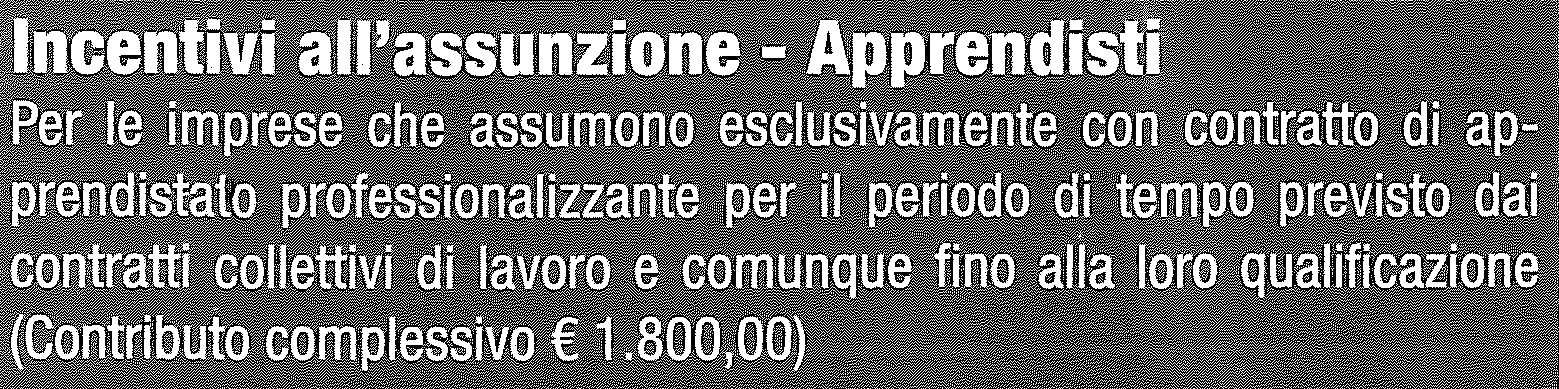 Incentivi all'assunzione - Apprendisti
Per le imprese che assumono esclusivamente con contratto di ap-
prendistato professionalizzante per il periodo di tempo previsto dai
contratti collettivi di lavoro e comunque fino alla loro qualificazione
(Contributo complessivo € 1.800,00)